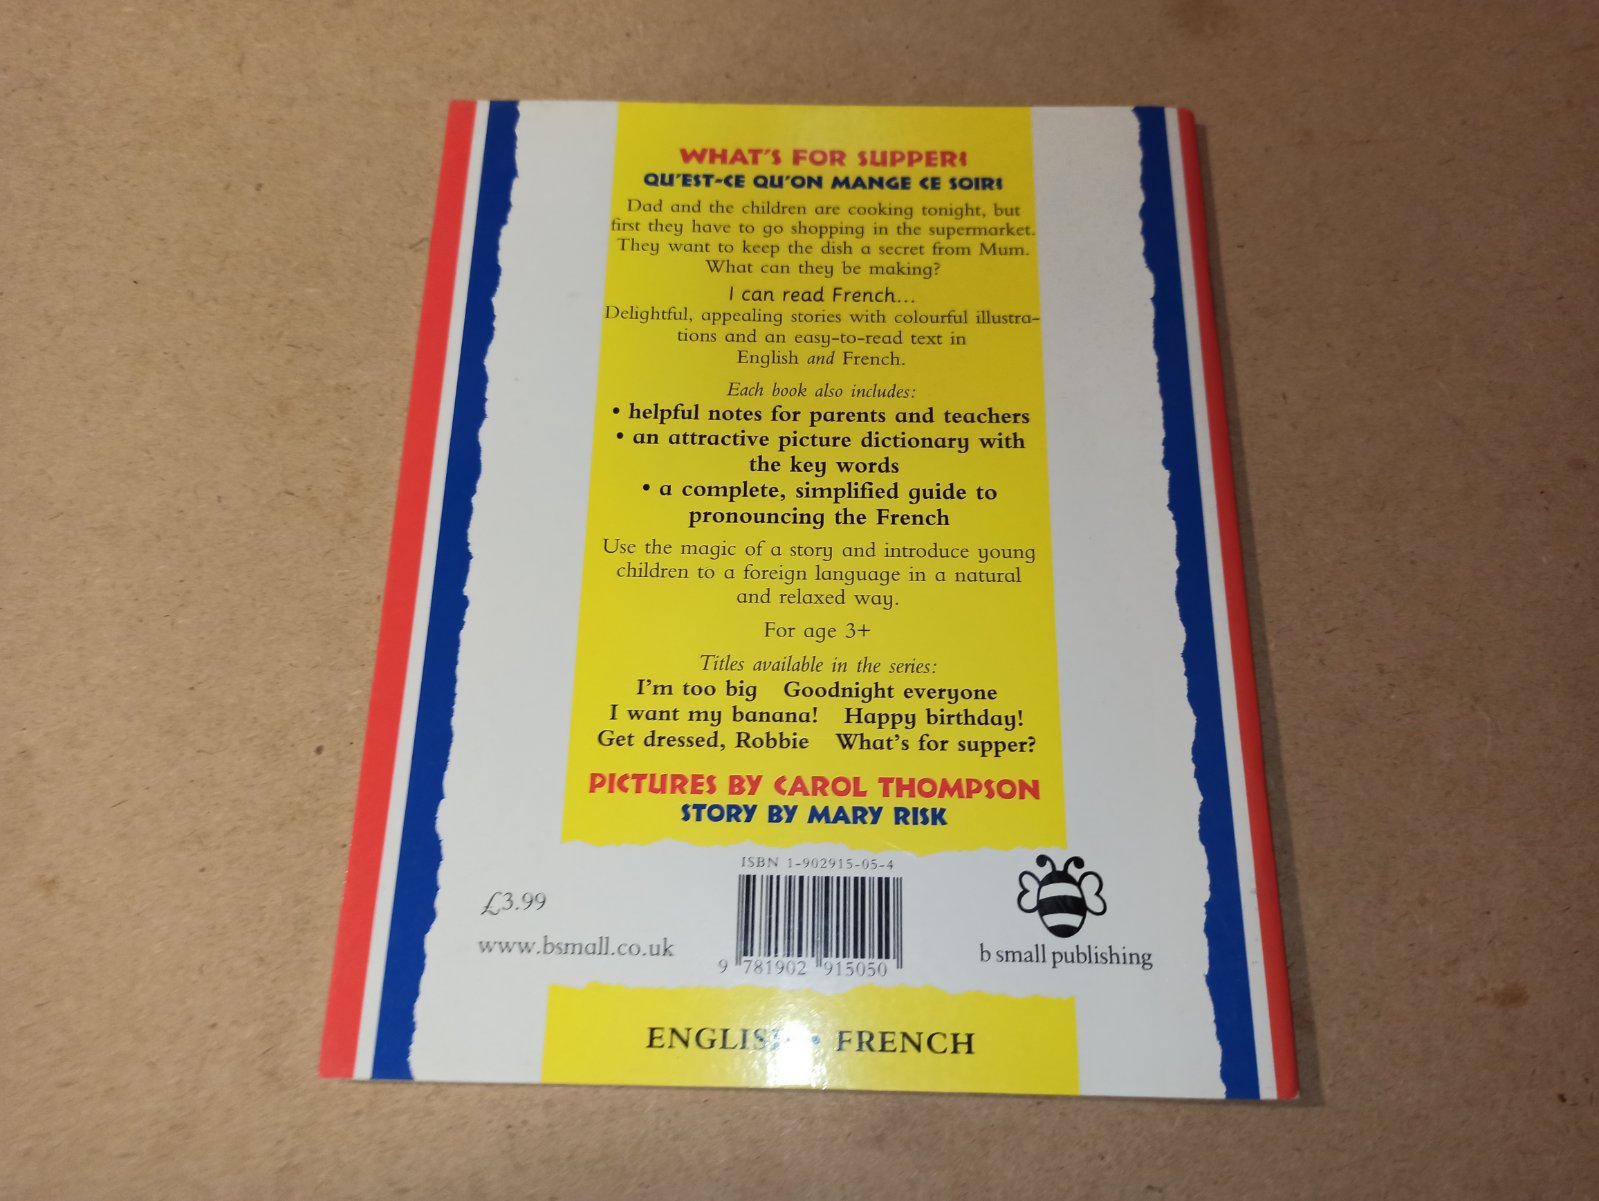 WHAT'S FOR SUPPER?
QU'EST-CE QU'ON MANGE CE SOIR?
Dad and the children are cooking tonight, but
first they have to go shopping in the supermarket.
They want to keep the dish a secret from Mum.
What can they be making?
I can read French...
Delightful, appealing stories with colourful illustra-
tions and an easy-to-read text in
English and French.
Each book also includes:
• helpful notes for parents and teachers
• an attractive picture dictionary with
the key words
• a complete, simplified guide to
pronouncing the French
Use the magic of a story and introduce young
children to a foreign language in a natural
and relaxed way.
For age 3+
Titles available in the series:
I'm too big Goodnight everyone
I want my banana! Happy birthday!
Get dressed, Robbie What's for supper?
PICTURES BY CAROL THOMPSON
STORY BY MARY RISK
ISBN 1-902915-05-4
£3.99
www.bsmall.co.uk
9 781902 915050
b small publishing
ENGLISH • FRENCH